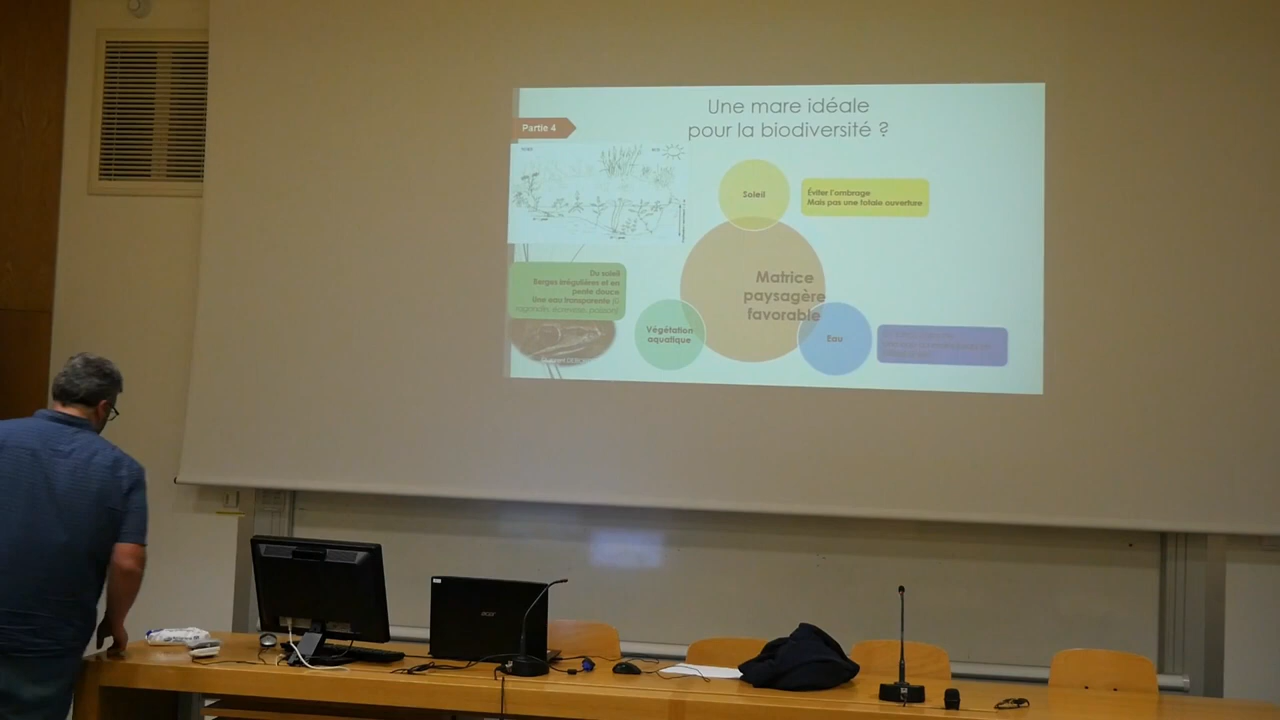 Une mare idéale
pour la biodiversité ?
Partie 4
Soleil
Éviter l'ombrage
Mais pas une totale ouverture
Matrice
paysagère
favorable
Du soleil
Berges irrégulières et en
pente douce
Une eau transparente
Végétation
aquatique
Eau
acer